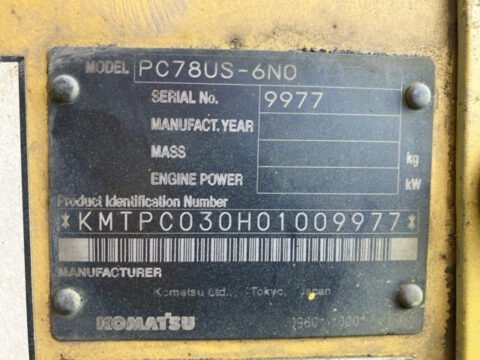 MODEL PC78US-6N0
SERIAL No. 9977
MANUFACT. YEAR
MASS kg
ENGINE POWER kW
Product Identification Number
*KMTPC030H01009977*
MANUFACTURER
Komatsu Ltd., Tokyo, Japan
KOMATSU